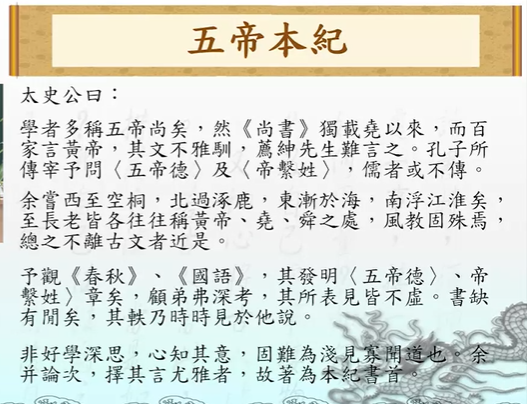 五帝本紀
太史公曰：
學者多稱五帝尚矣，然《尚書》獨載堯以來，而百
家言黃帝，其文不雅馴，薦紳先生難言之。孔子所
傳宰予問〈五帝德〉及〈帝繫姓〉，儒者或不傳。
余嘗西至空桐，北過涿鹿，東漸於海，南浮江淮矣，
至長老皆各往往稱黃帝、堯、舜之處，風教固殊焉，
總之不離古文者近是。
予觀《春秋》、《國語》，其發明〈五帝德〉、帝
繫姓〉章矣，顧弟弗深考，其所表見皆不虛。書缺
有閒矣，其軼乃時時見於他說。
非好學深思，心知其意，固難為淺見寡聞道也。余
并論次，擇其言尤雅者，故著為本紀書首。